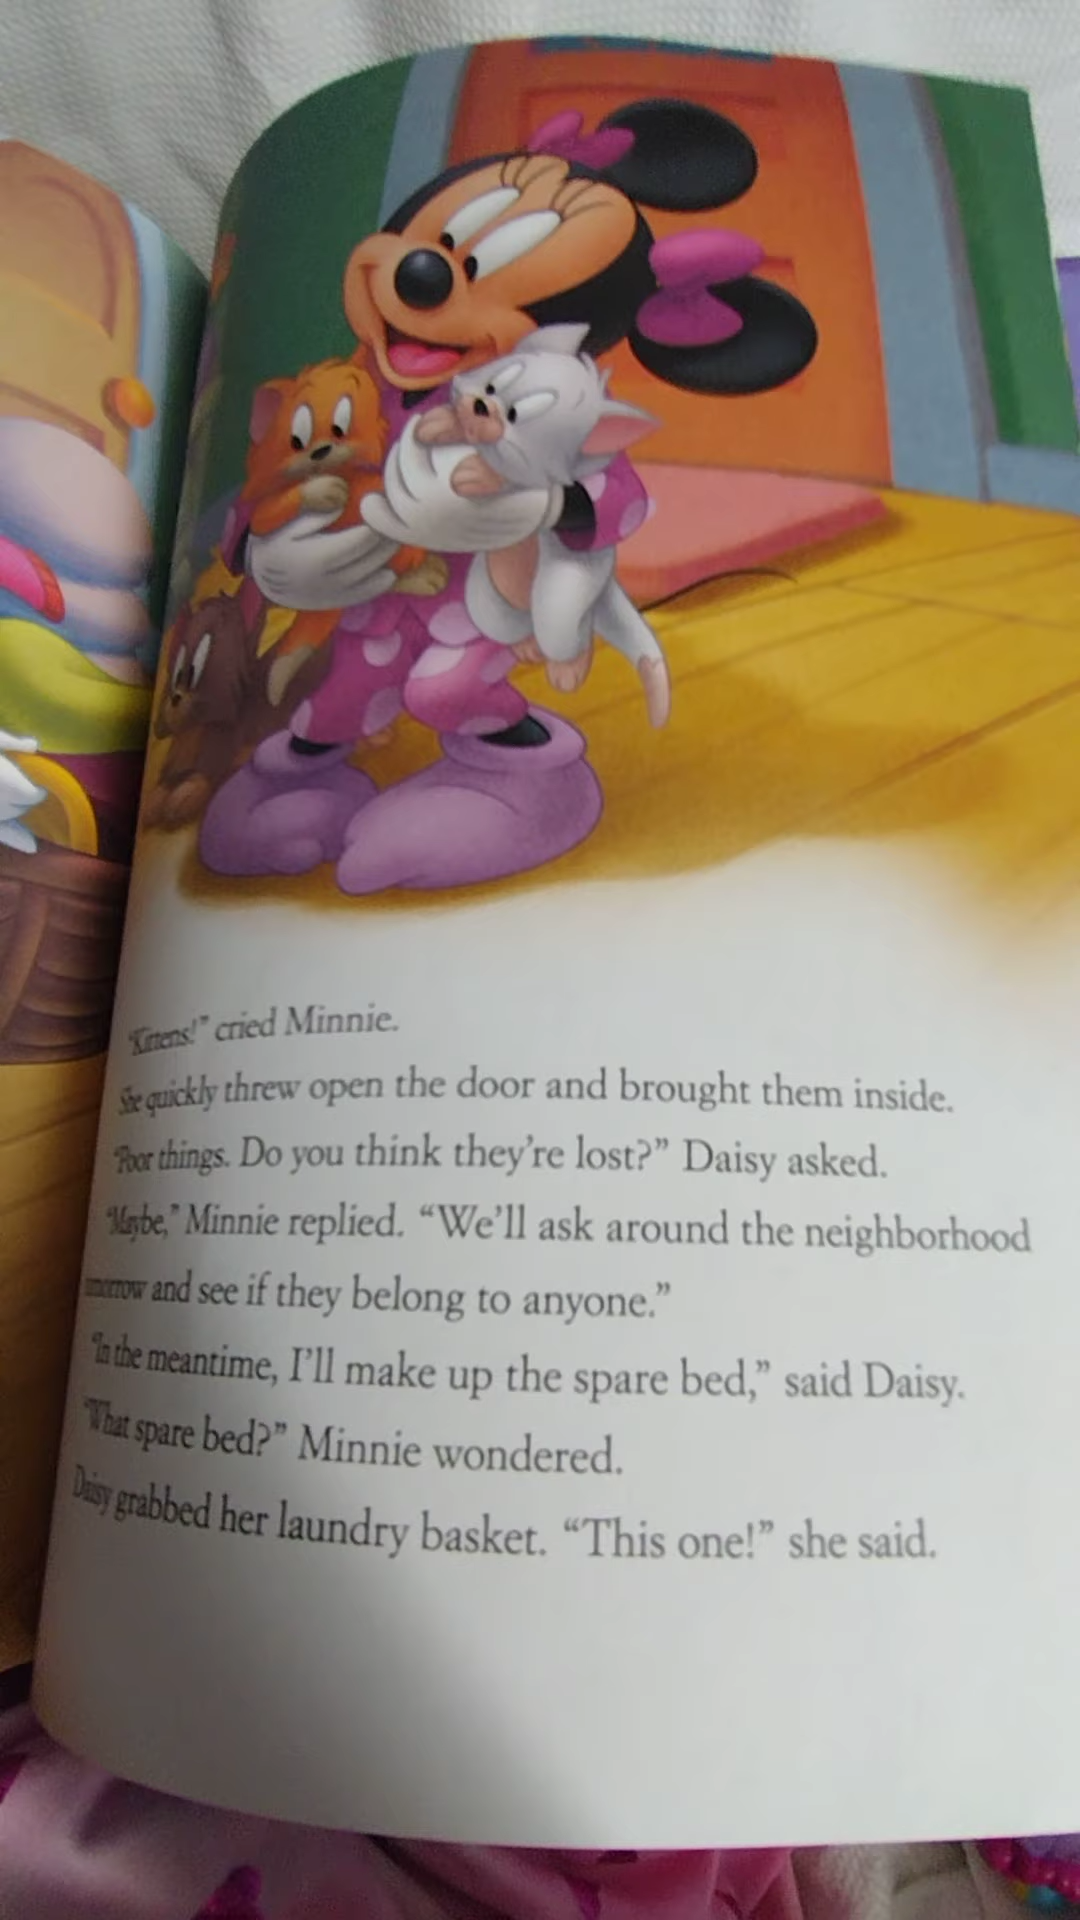 "Kittens!" cried Minnie.
She quickly threw open the door and brought them inside.
"Poor things. Do you think they're lost?" Daisy asked.
"Maybe," Minnie replied. "We'll ask around the neighborhood
tomorrow and see if they belong to anyone."
"In the meantime, I'll make up the spare bed," said Daisy.
"What spare bed?" Minnie wondered.
Daisy grabbed her laundry basket. "This one!" she said.